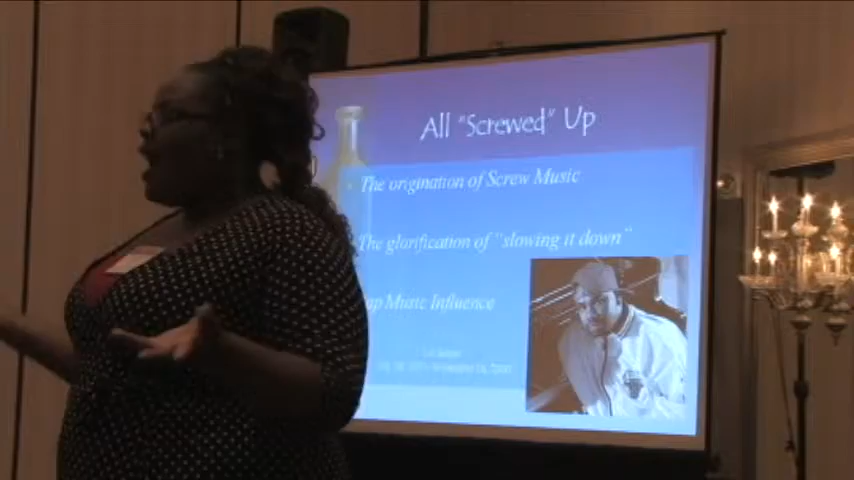 All "Screwed" Up
The origination of Screw Music
The glorification of "slowing it down"
Music Influence